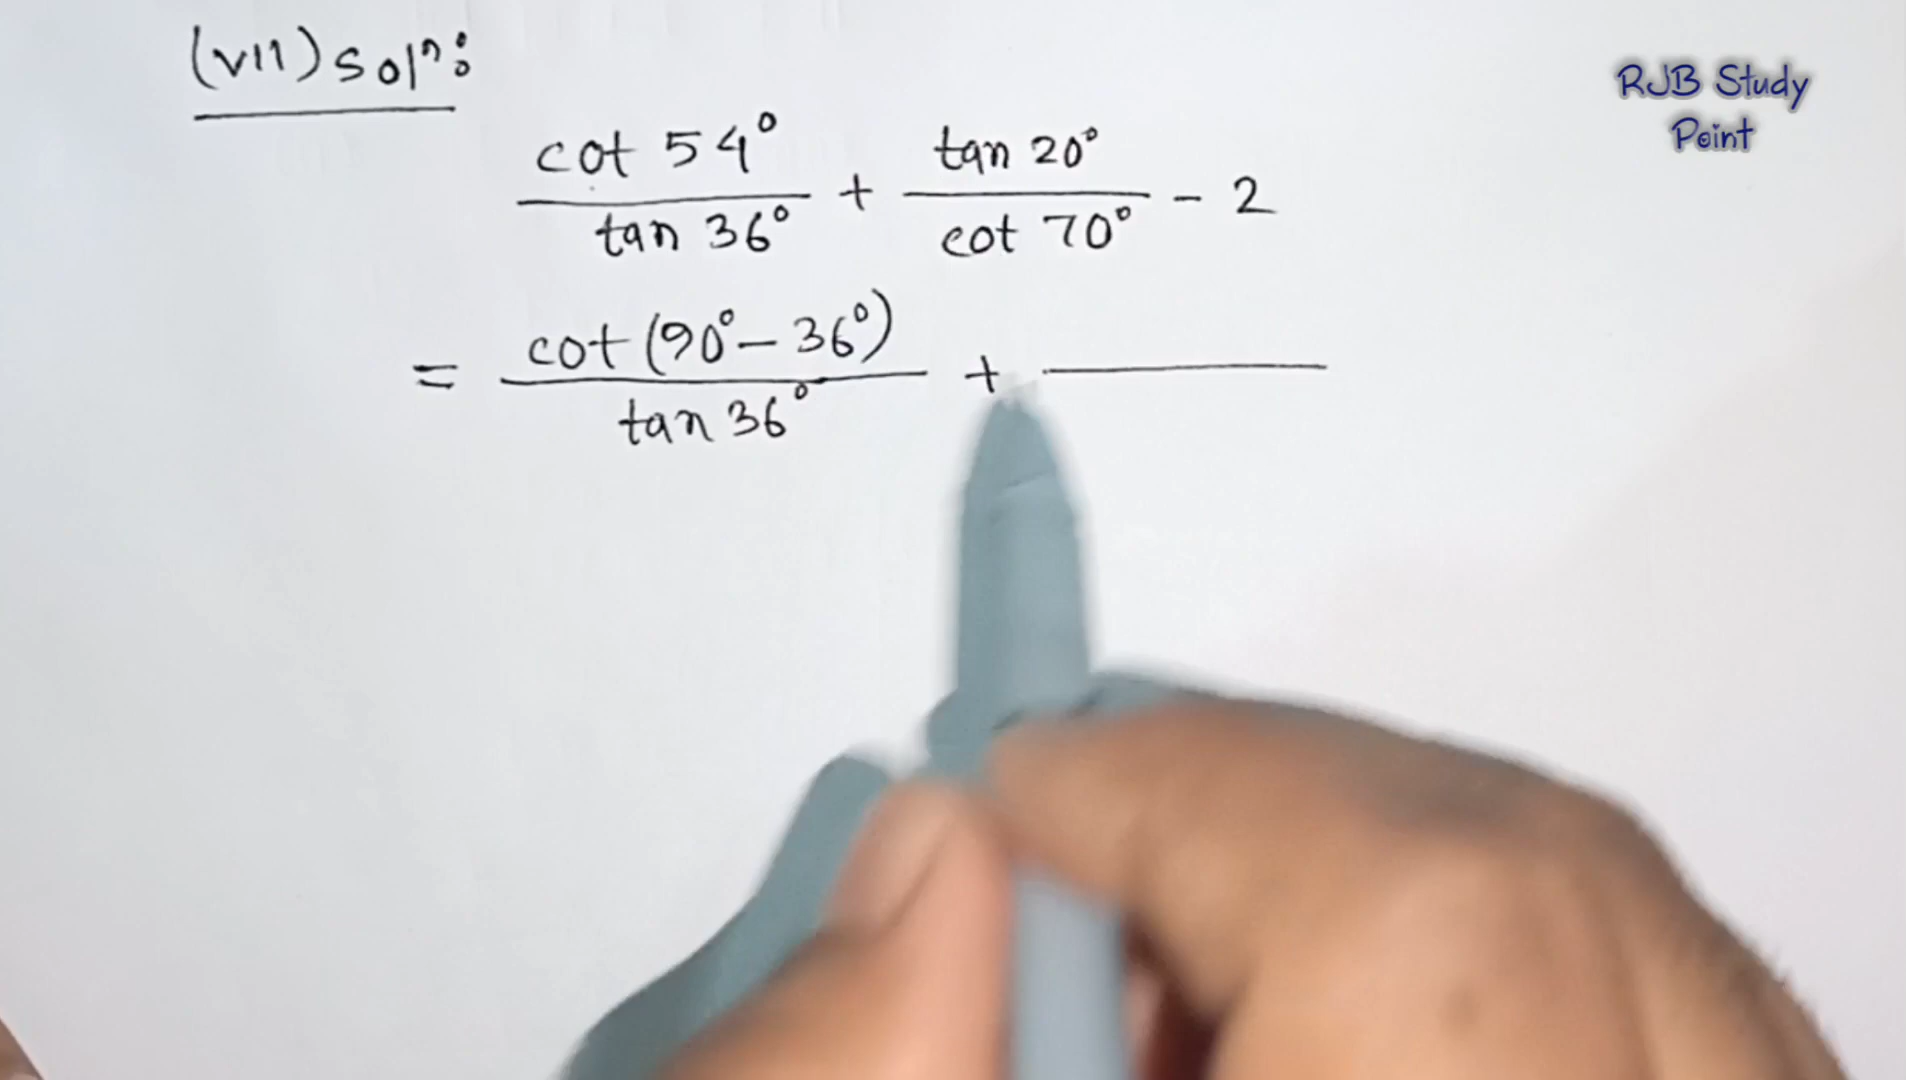 (VII) Solⁿ:
RJB Study
Point
cot 54° / tan 36° + tan 20° / cot 70° - 2
= cot (90° - 36°) / tan 36° +